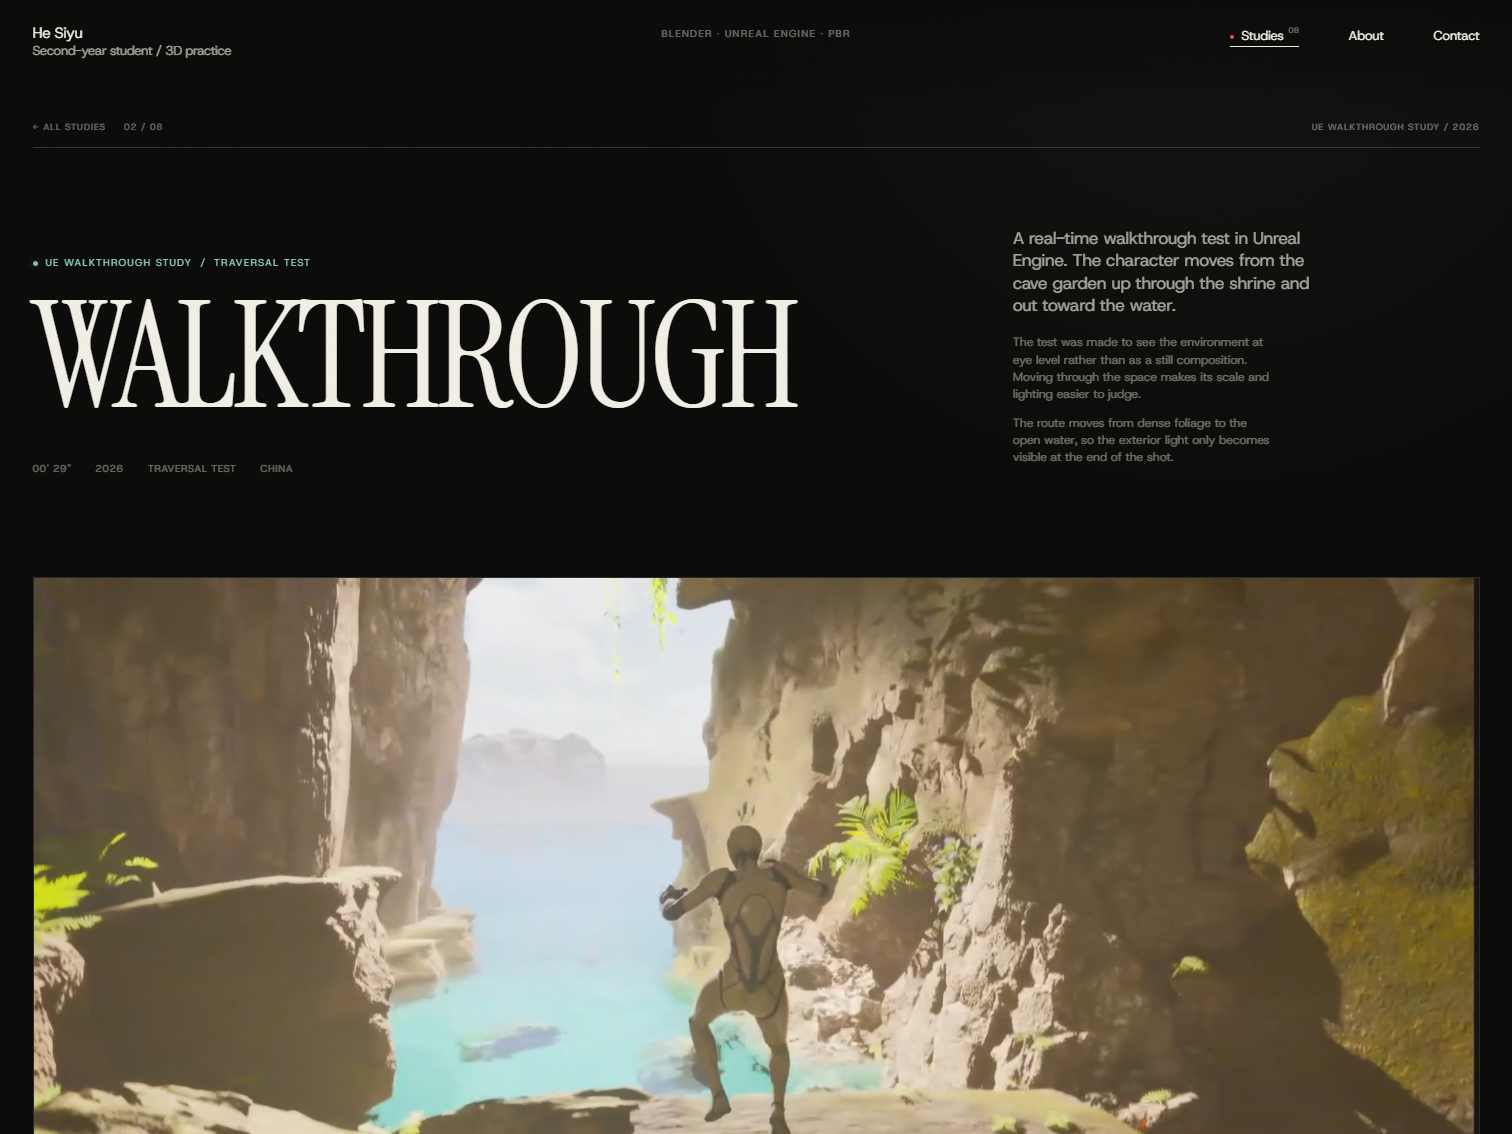 He Siyu
Second-year student / 3D practice
BLENDER · UNREAL ENGINE · PBR
Studies 08
About
Contact
← ALL STUDIES
02 / 08
UE WALKTHROUGH STUDY / 2026
UE WALKTHROUGH STUDY / TRAVERSAL TEST
WALKTHROUGH
00′ 29″
2026
TRAVERSAL TEST
CHINA
A real-time walkthrough test in Unreal
Engine. The character moves from the
cave garden up through the shrine and
out toward the water.
The test was made to see the environment at
eye level rather than as a still composition.
Moving through the space makes its scale and
lighting easier to judge.
The route moves from dense foliage to the
open water, so the exterior light only becomes
visible at the end of the shot.